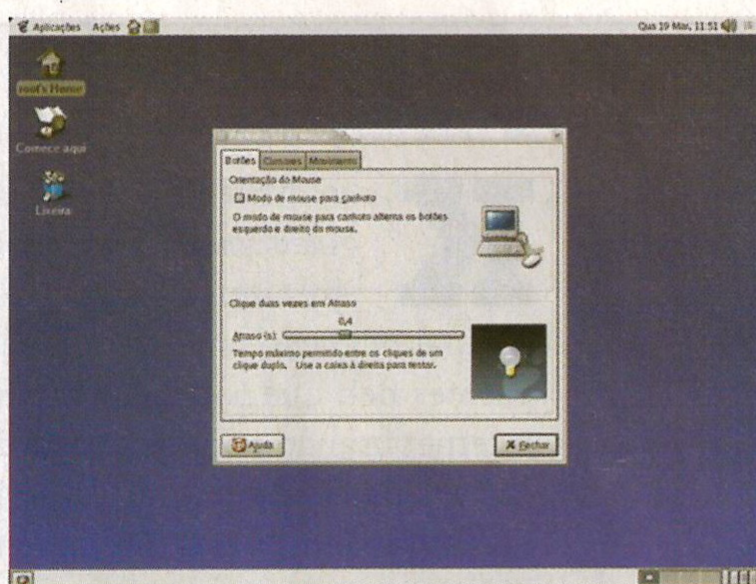 Aplicações Ações
Qua 19 Mar, 11:51
root's Home
Comece aqui
Lixeira
Botões Cursores Movimento
Orientação do Mouse
Modo de mouse para canhoto
O modo de mouse para canhoto alterna os botões
esquerdo e direito do mouse.
Clique duas vezes em Atraso
0,4
Atraso (s):
Tempo máximo permitido entre os cliques de um
clique duplo. Use a caixa à direita para testar.
Ajuda
Fechar